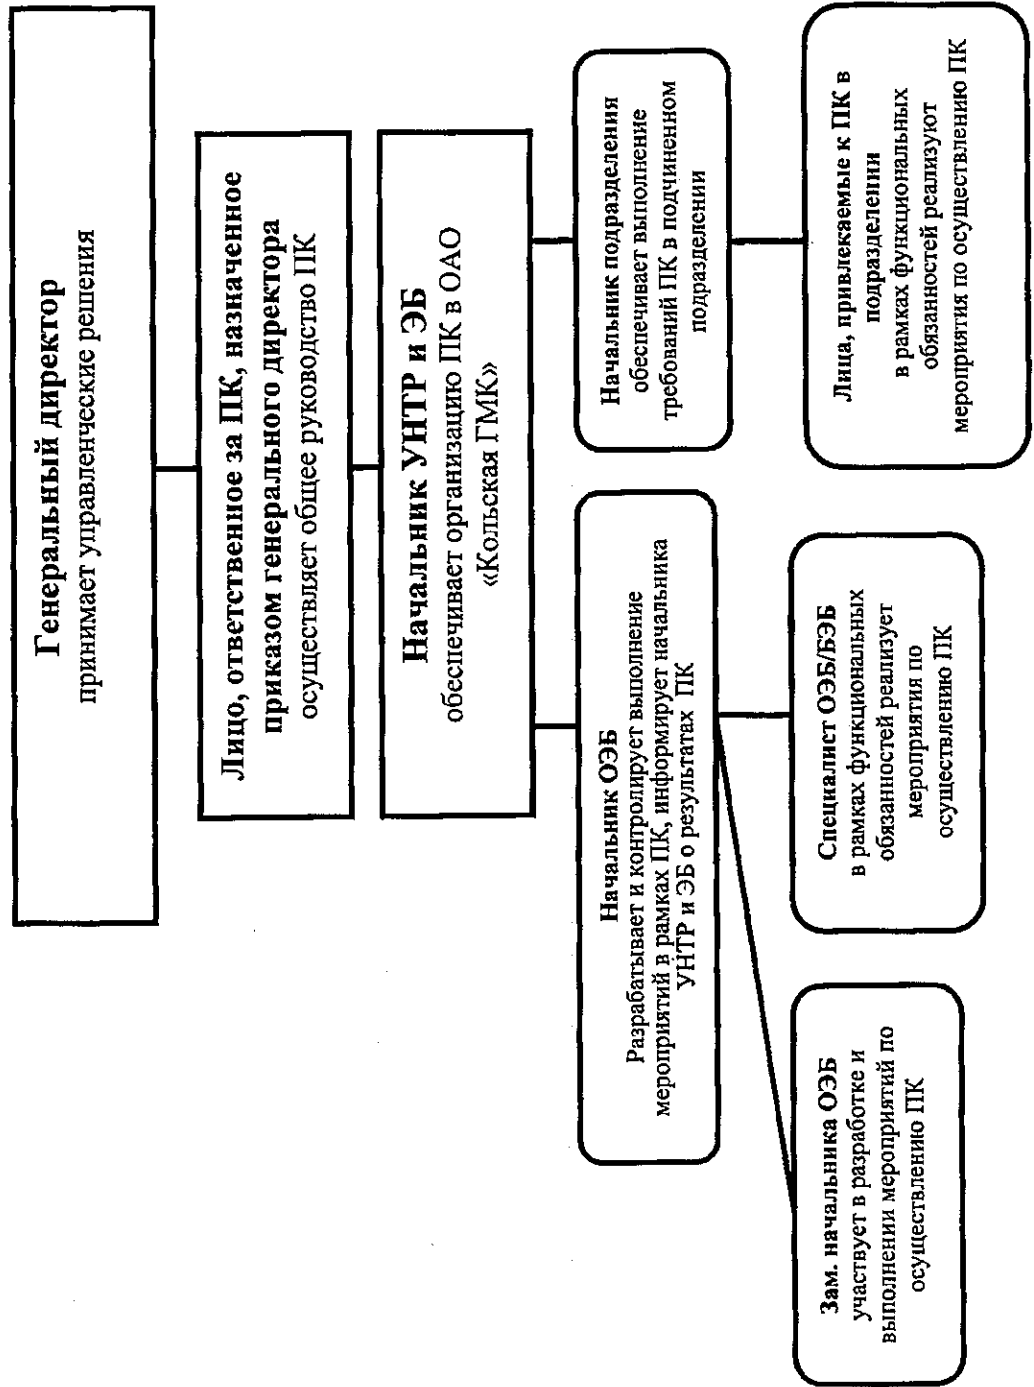 Генеральный директор
принимает управленческие решения
Лицо, ответственное за ПК, назначенное
приказом генерального директора
осуществляет общее руководство ПК
Начальник УНТР и ЭБ
обеспечивает организацию ПК в ОАО
«Кольская ГМК»
Начальник ОЭБ
Разрабатывает и контролирует выполнение
мероприятий в рамках ПК, информирует начальника
УНТР и ЭБ о результатах ПК
Начальник подразделения
обеспечивает выполнение
требований ПК в подчиненном
подразделении
Зам. начальника ОЭБ
участвует в разработке и
выполнении мероприятий по
осуществлению ПК
Специалист ОЭБ/БЭБ
в рамках функциональных
обязанностей реализует
мероприятия по
осуществлению ПК
Лица, привлекаемые к ПК в
подразделении
в рамках функциональных
обязанностей реализуют
мероприятия по осуществлению ПК